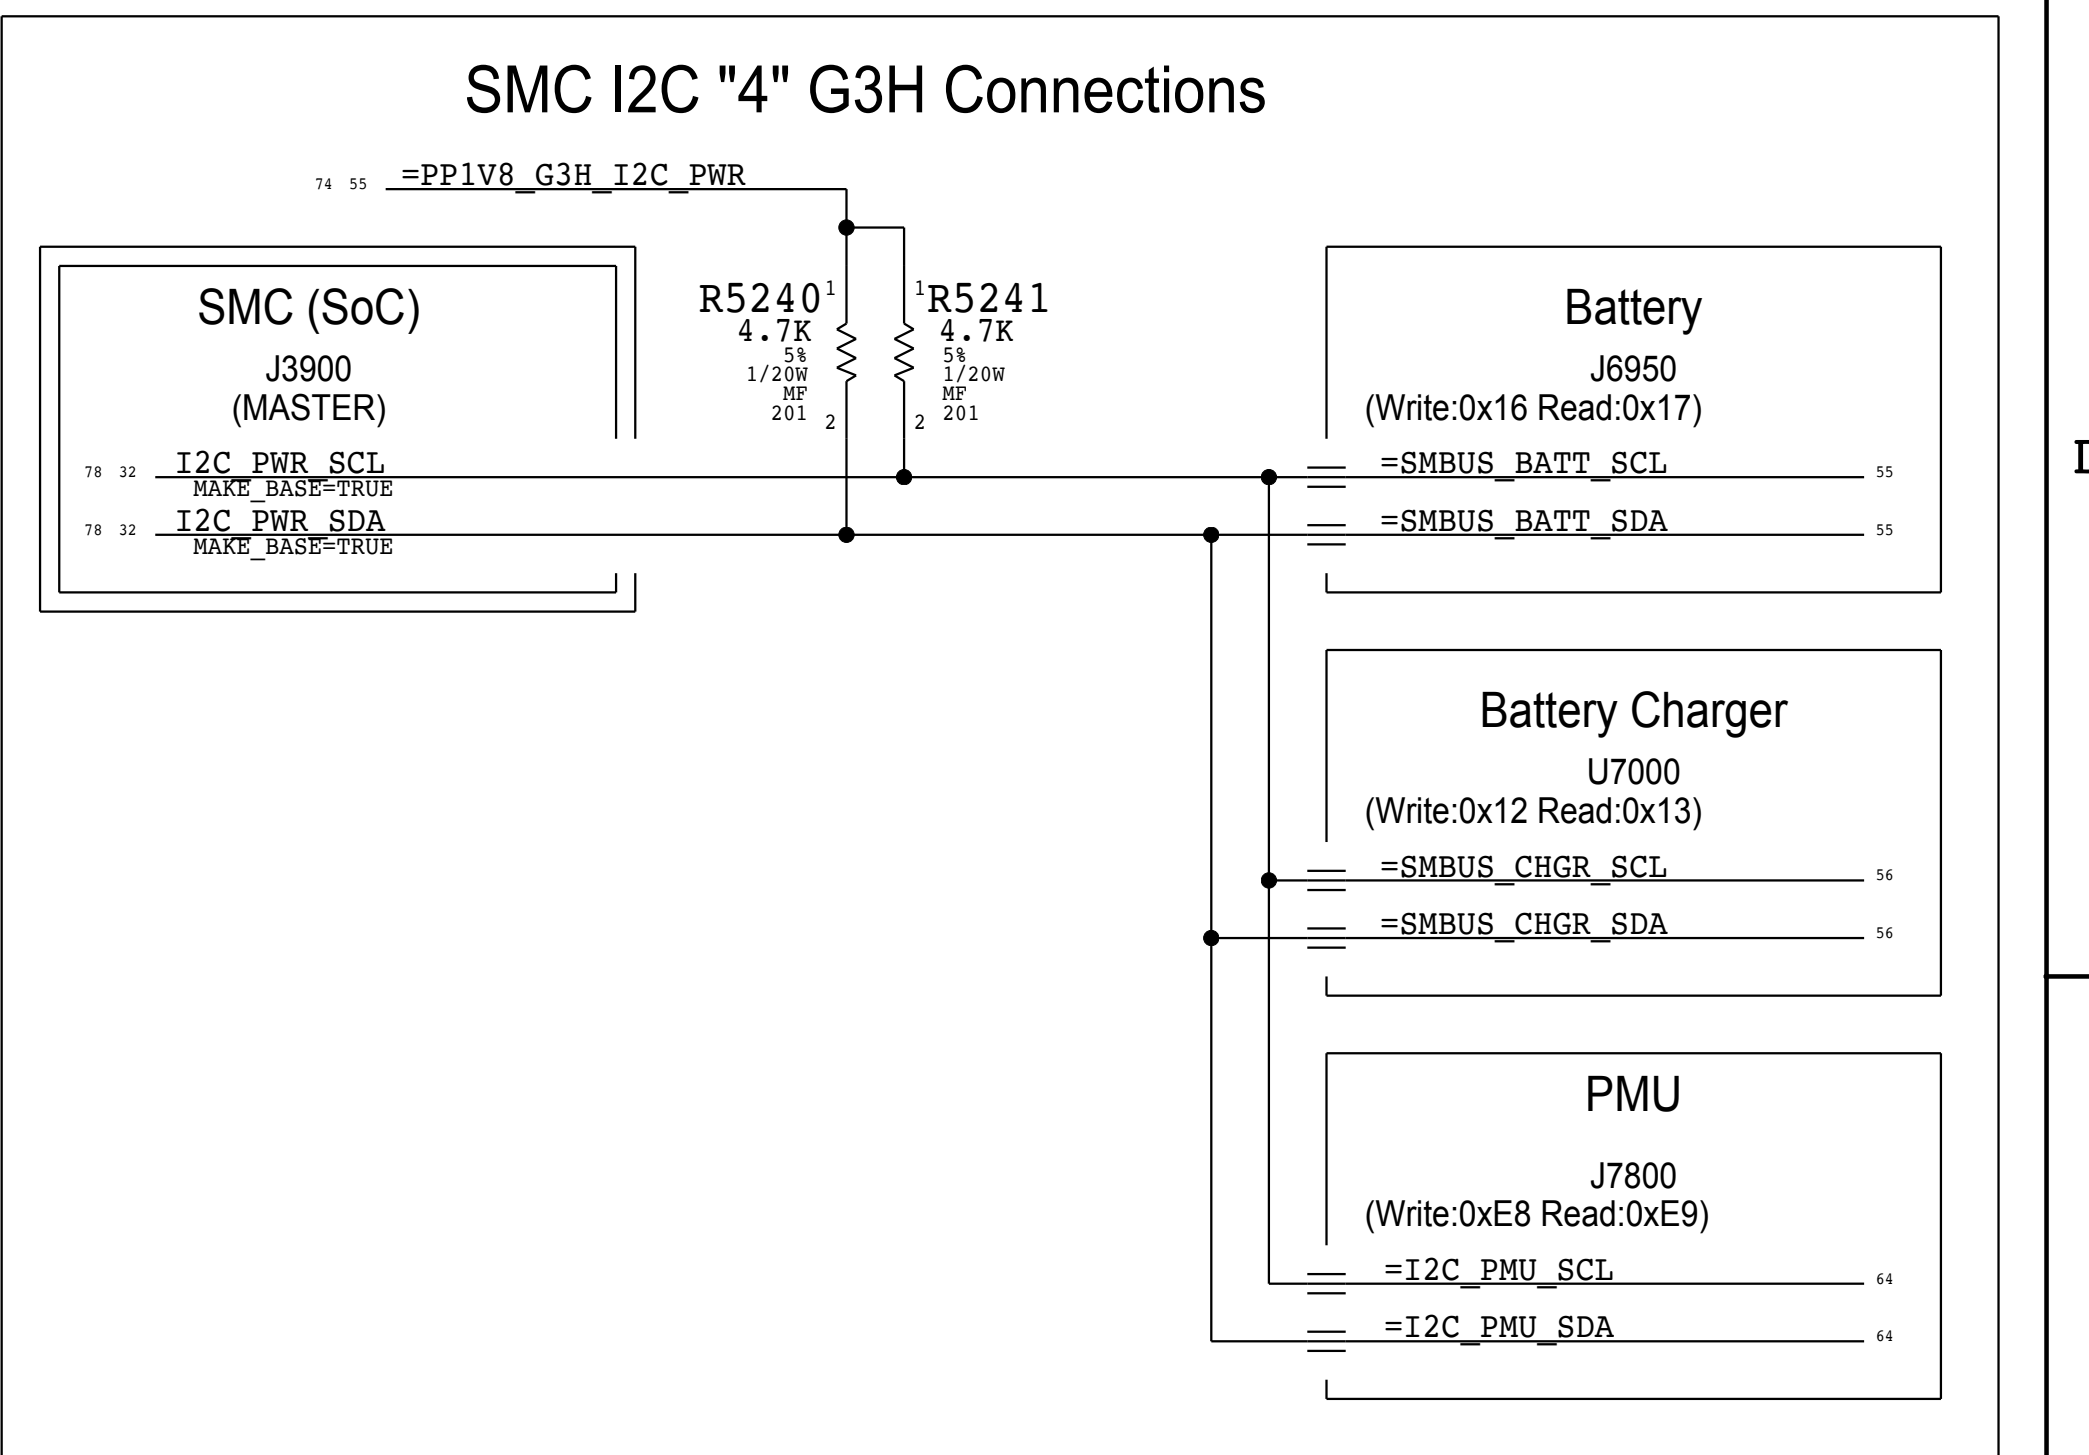 SMC I2C "4" G3H Connections
74 55 =PP1V8_G3H_I2C_PWR
SMC (SoC)
J3900
(MASTER)
78 32 I2C_PWR_SCL
MAKE_BASE=TRUE
78 32 I2C_PWR_SDA
MAKE_BASE=TRUE
R5240 1
4.7K
5%
1/20W
MF
201
2
1 R5241
4.7K
5%
1/20W
MF
201
2
Battery
J6950
(Write:0x16 Read:0x17)
=SMBUS_BATT_SCL 55
=SMBUS_BATT_SDA 55
Battery Charger
U7000
(Write:0x12 Read:0x13)
=SMBUS_CHGR_SCL 56
=SMBUS_CHGR_SDA 56
PMU
J7800
(Write:0xE8 Read:0xE9)
=I2C_PMU_SCL 64
=I2C_PMU_SDA 64